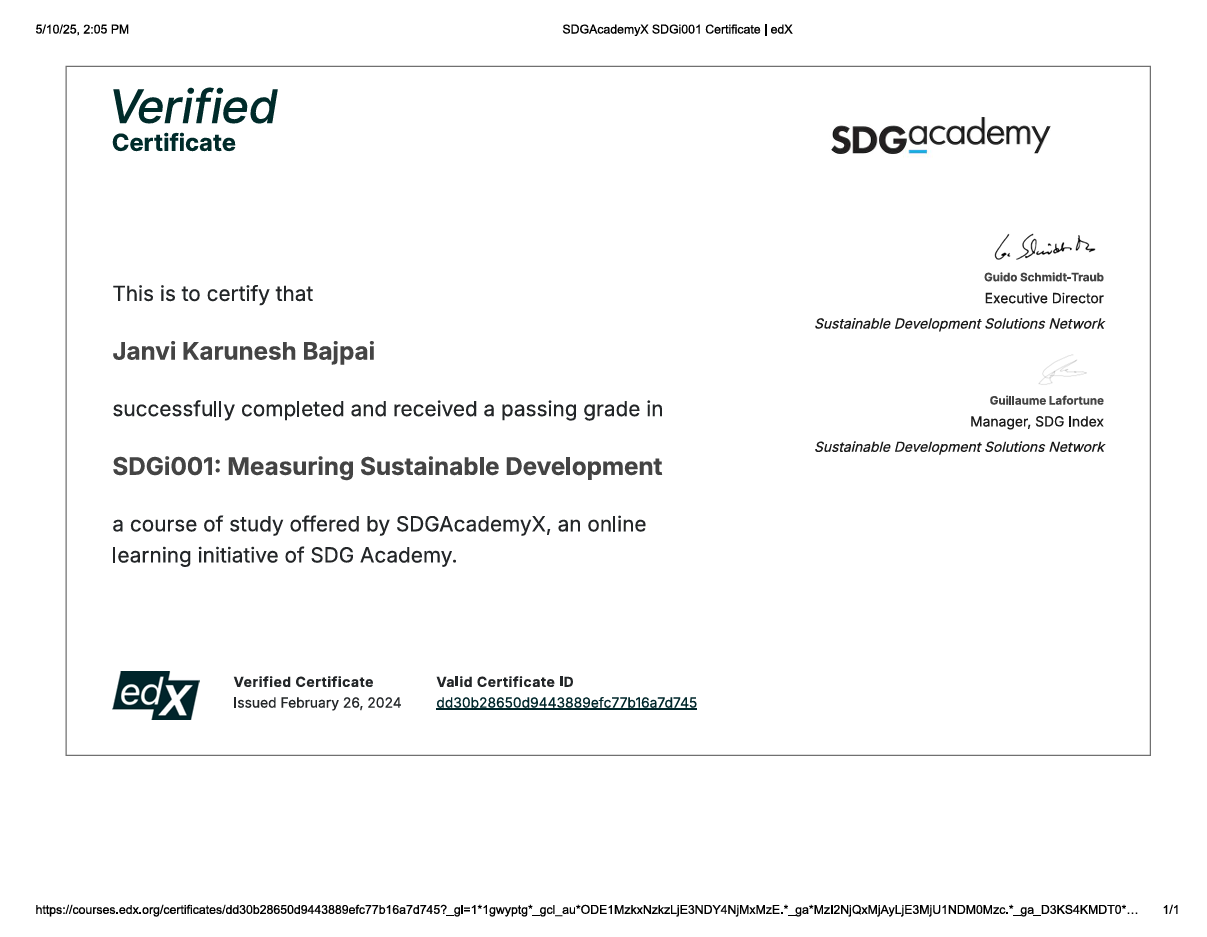 5/10/25, 2:05 PM
SDGAcademyX SDGi001 Certificate | edX
Verified
Certificate
SDGacademy
This is to certify that
Janvi Karunesh Bajpai
successfully completed and received a passing grade in
SDGi001: Measuring Sustainable Development
a course of study offered by SDGAcademyX, an online
learning initiative of SDG Academy.
G. Schmidt-Tr
Guido Schmidt-Traub
Executive Director
Sustainable Development Solutions Network
Guillaume Lafortune
Manager, SDG Index
Sustainable Development Solutions Network
edX
Verified Certificate
Issued February 26, 2024
Valid Certificate ID
dd30b28650d9443889efc77b16a7d745
https://courses.edx.org/certificates/dd30b28650d9443889efc77b16a7d745?_gl=1*1gwyptg*_gcl_au*ODE1MzkxNzkzLjE3NDY4NjMxMzE.*_ga*MzI2NjQxMjAyLjE3MjU1NDM0Mzc.*_ga_D3KS4KMDT0*…
1/1